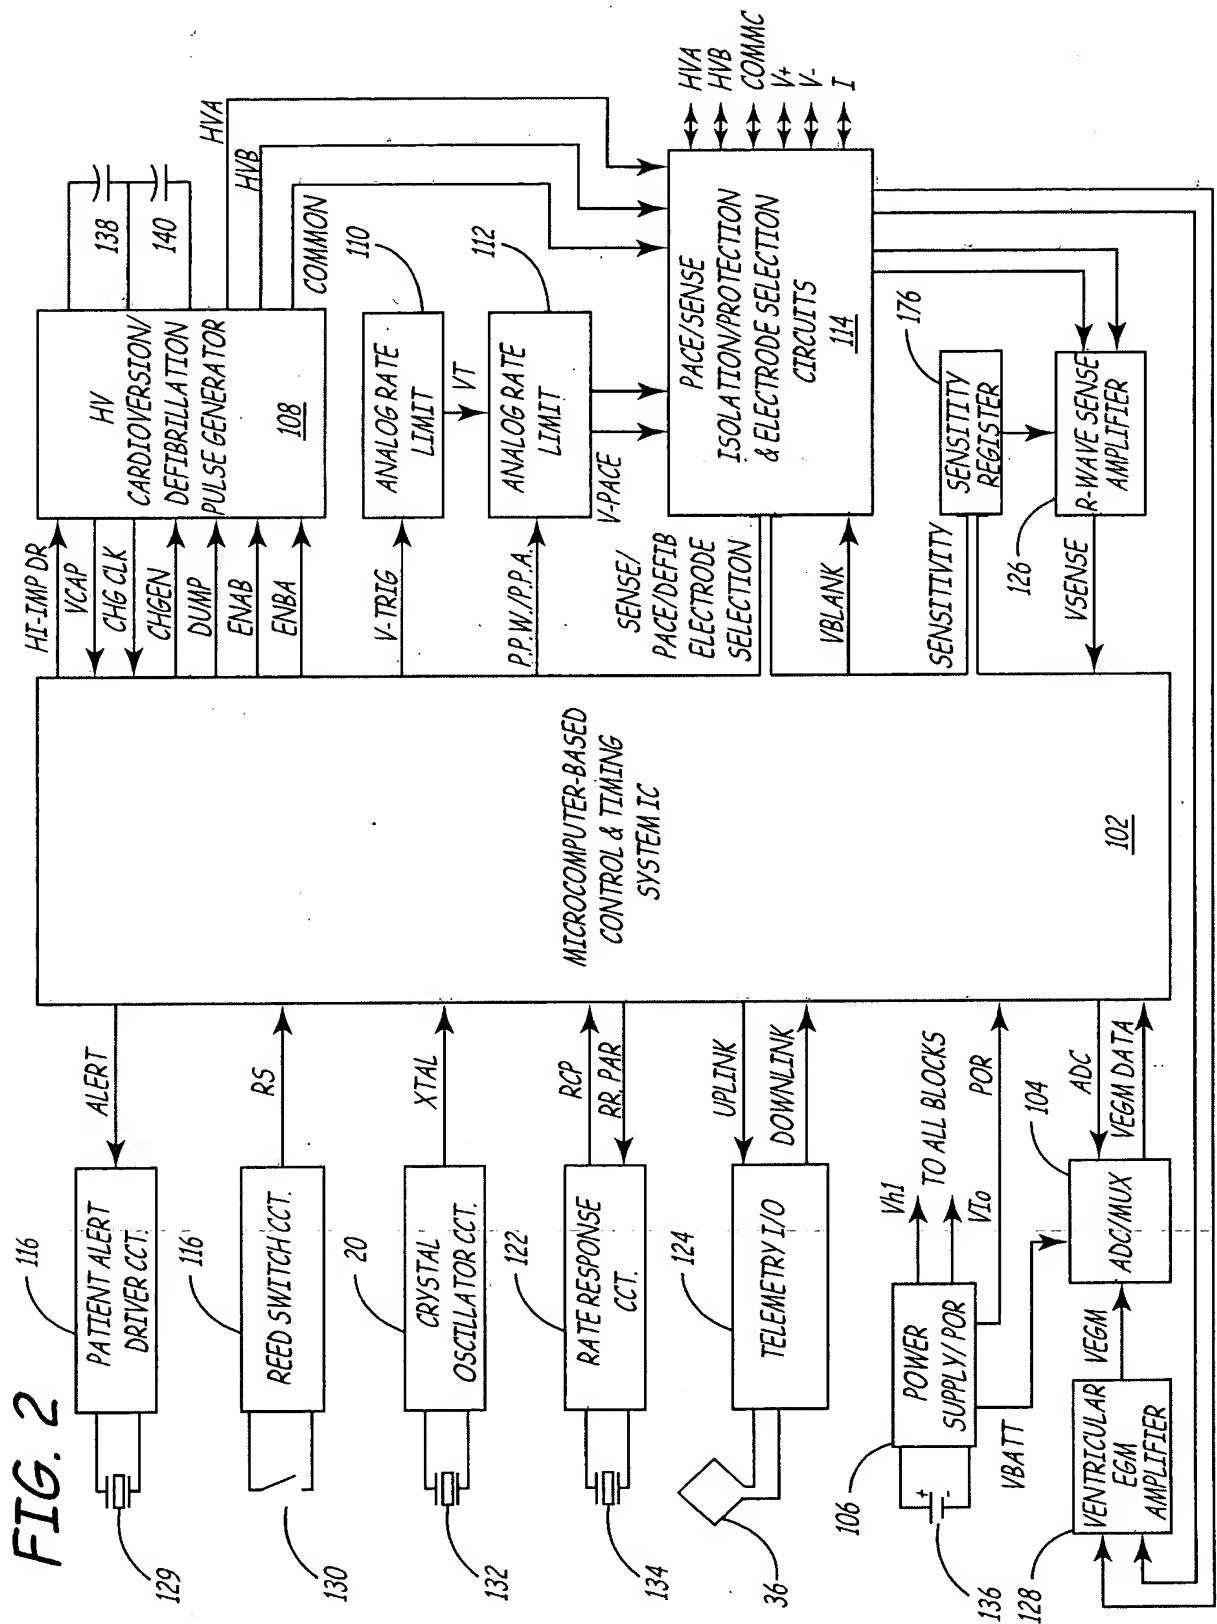 FIG. 2
129
116
PATIENT ALERT
DRIVER CCT.
ALERT
130
116
REED SWITCH CCT.
RS
132
20
CRYSTAL
OSCILLATOR CCT.
XTAL
134
122
RATE RESPONSE
CCT.
RCP
RR, PAR
36
124
TELEMETRY I/O
UPLINK
DOWNLINK
136
+
-
106
POWER
SUPPLY/ POR
Vh1
TO ALL BLOCKS
VIo
POR
VBATT
128
VENTRICULAR
EGM
AMPLIFIER
VEGM
104
ADC/MUX
ADC
VEGM DATA
MICROCOMPUTER-BASED
CONTROL & TIMING
SYSTEM IC
102
HI-IMP DR
VCAP
CHG CLK
CHGEN
DUMP
ENAB
ENBA
HV
CARDIOVERSION/
DEFIBRILLATION
PULSE GENERATOR
108
138
140
HVA
HVB
COMMON
V-TRIG
ANALOG RATE
LIMIT
110
VT
P.P.W./P.P.A.
ANALOG RATE
LIMIT
112
V-PACE
SENSE/
PACE/DEFIB
ELECTRODE
SELECTION
PACE/SENSE
ISOLATION/PROTECTION
& ELECTRODE SELECTION
CIRCUITS
114
HVA
HVB
COMMC
V+
V-
I
VBLANK
SENSITIVITY
SENSITIVITY
REGISTER
176
126
R-WAVE SENSE
AMPLIFIER
VSENSE